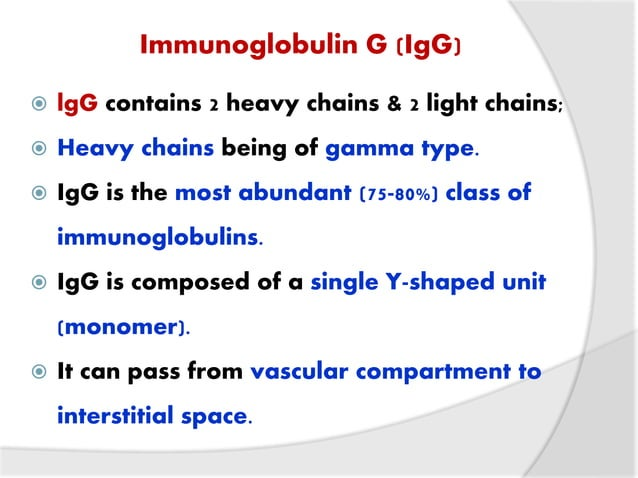 Immunoglobulin G (IgG)
lgG contains 2 heavy chains & 2 light chains;
Heavy chains being of gamma type.
IgG is the most abundant (75-80%) class of
immunoglobulins.
IgG is composed of a single Y-shaped unit
(monomer).
It can pass from vascular compartment to
interstitial space.